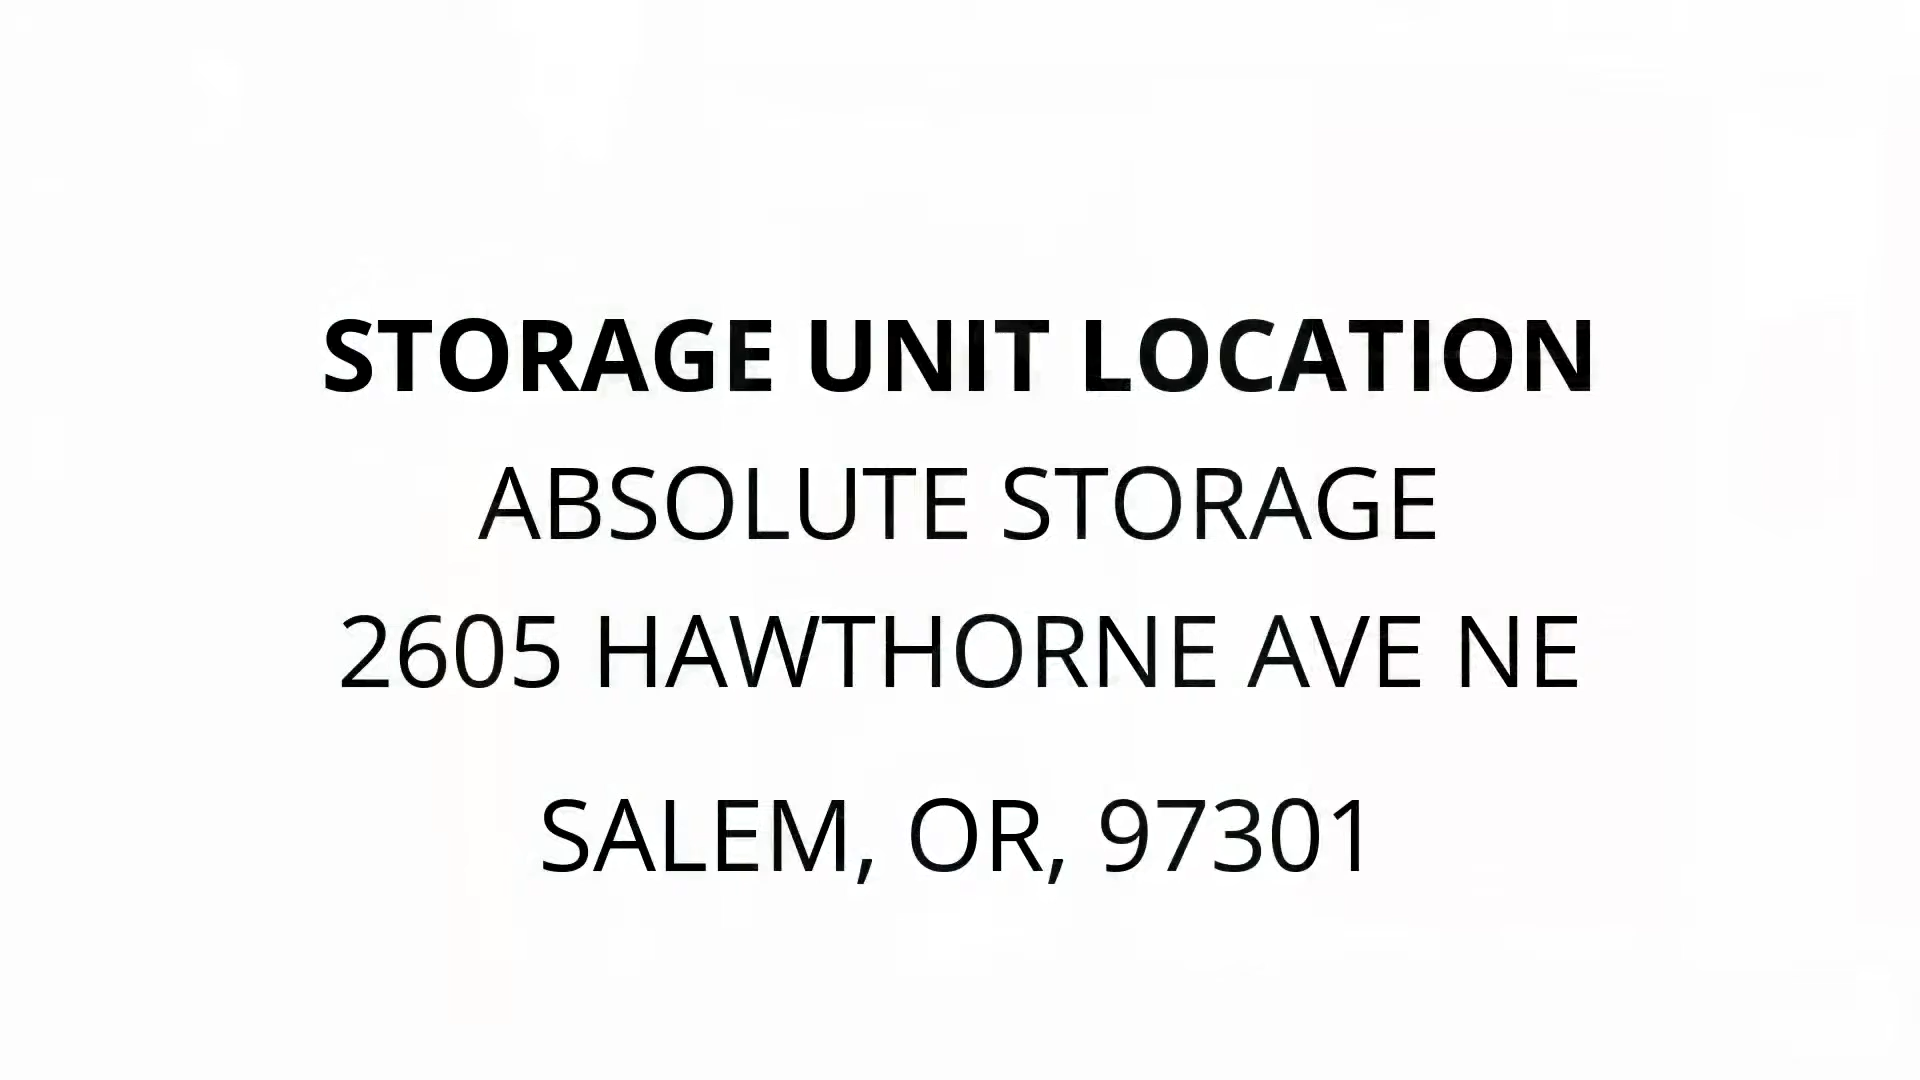 STORAGE UNIT LOCATION
ABSOLUTE STORAGE
2605 HAWTHORNE AVE NE
SALEM, OR, 97301